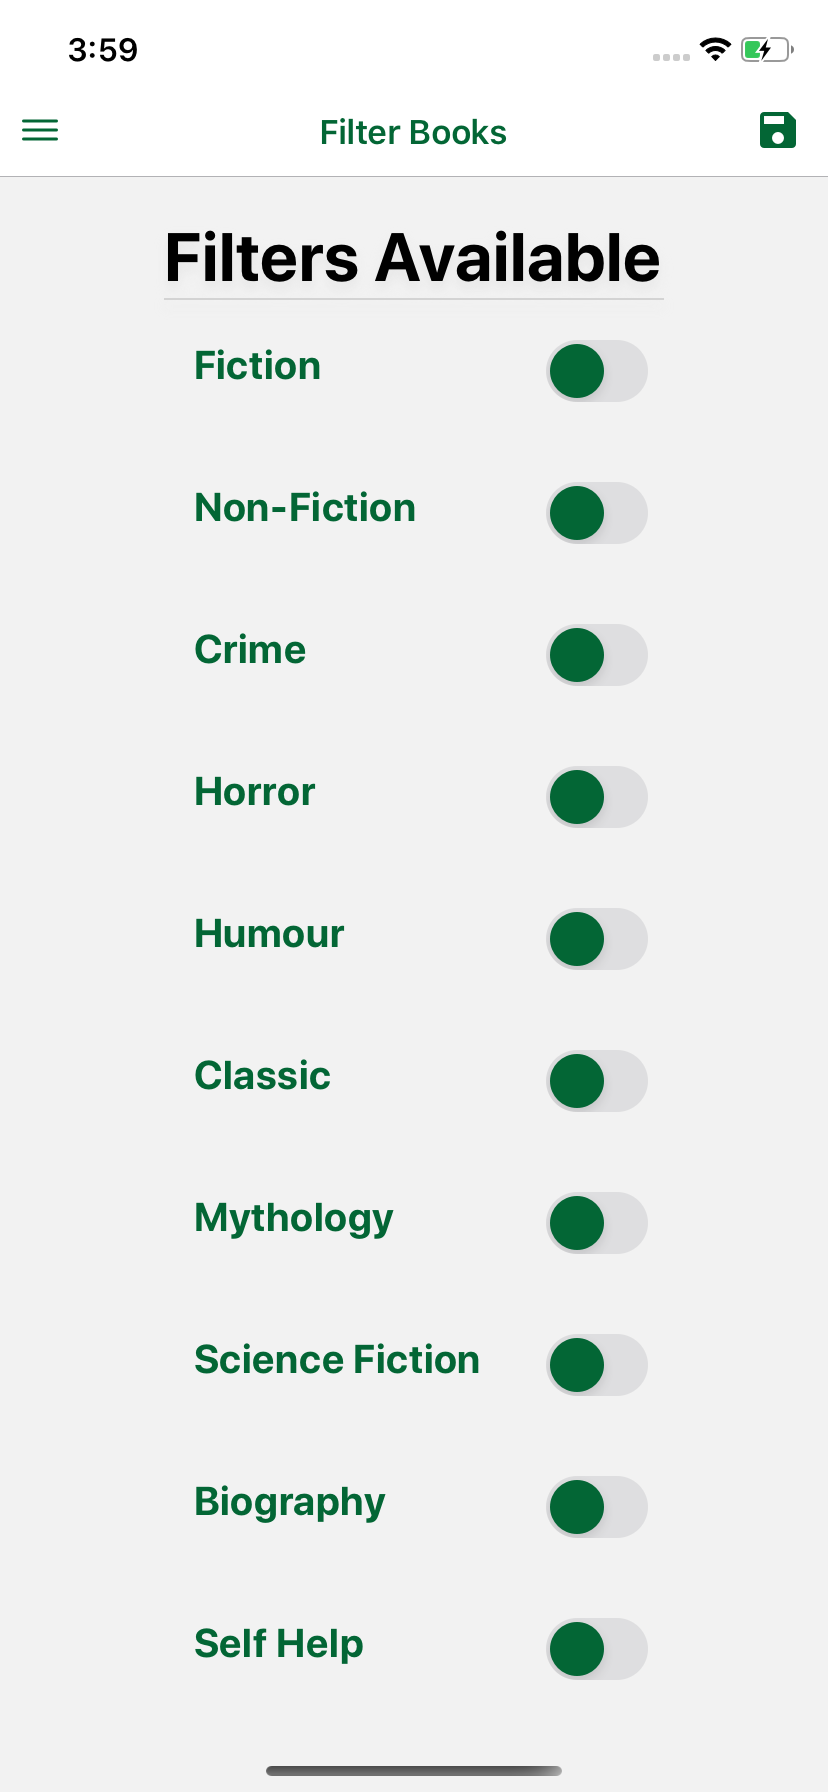 3:59
Filter Books
Filters Available
Fiction
Non-Fiction
Crime
Horror
Humour
Classic
Mythology
Science Fiction
Biography
Self Help